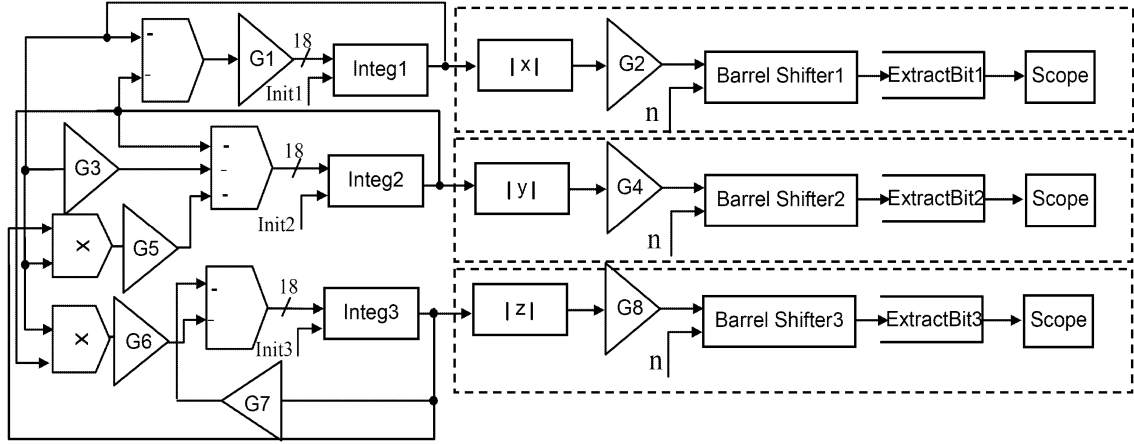 -
-
G1
18
Integ1
Init1
|x|
G2
n
Barrel Shifter1
ExtractBit1
Scope
G3
-
-
-
18
Integ2
Init2
|y|
G4
n
Barrel Shifter2
ExtractBit2
Scope
X
G5
X
G6
-
-
18
Integ3
Init3
G7
|z|
G8
n
Barrel Shifter3
ExtractBit3
Scope